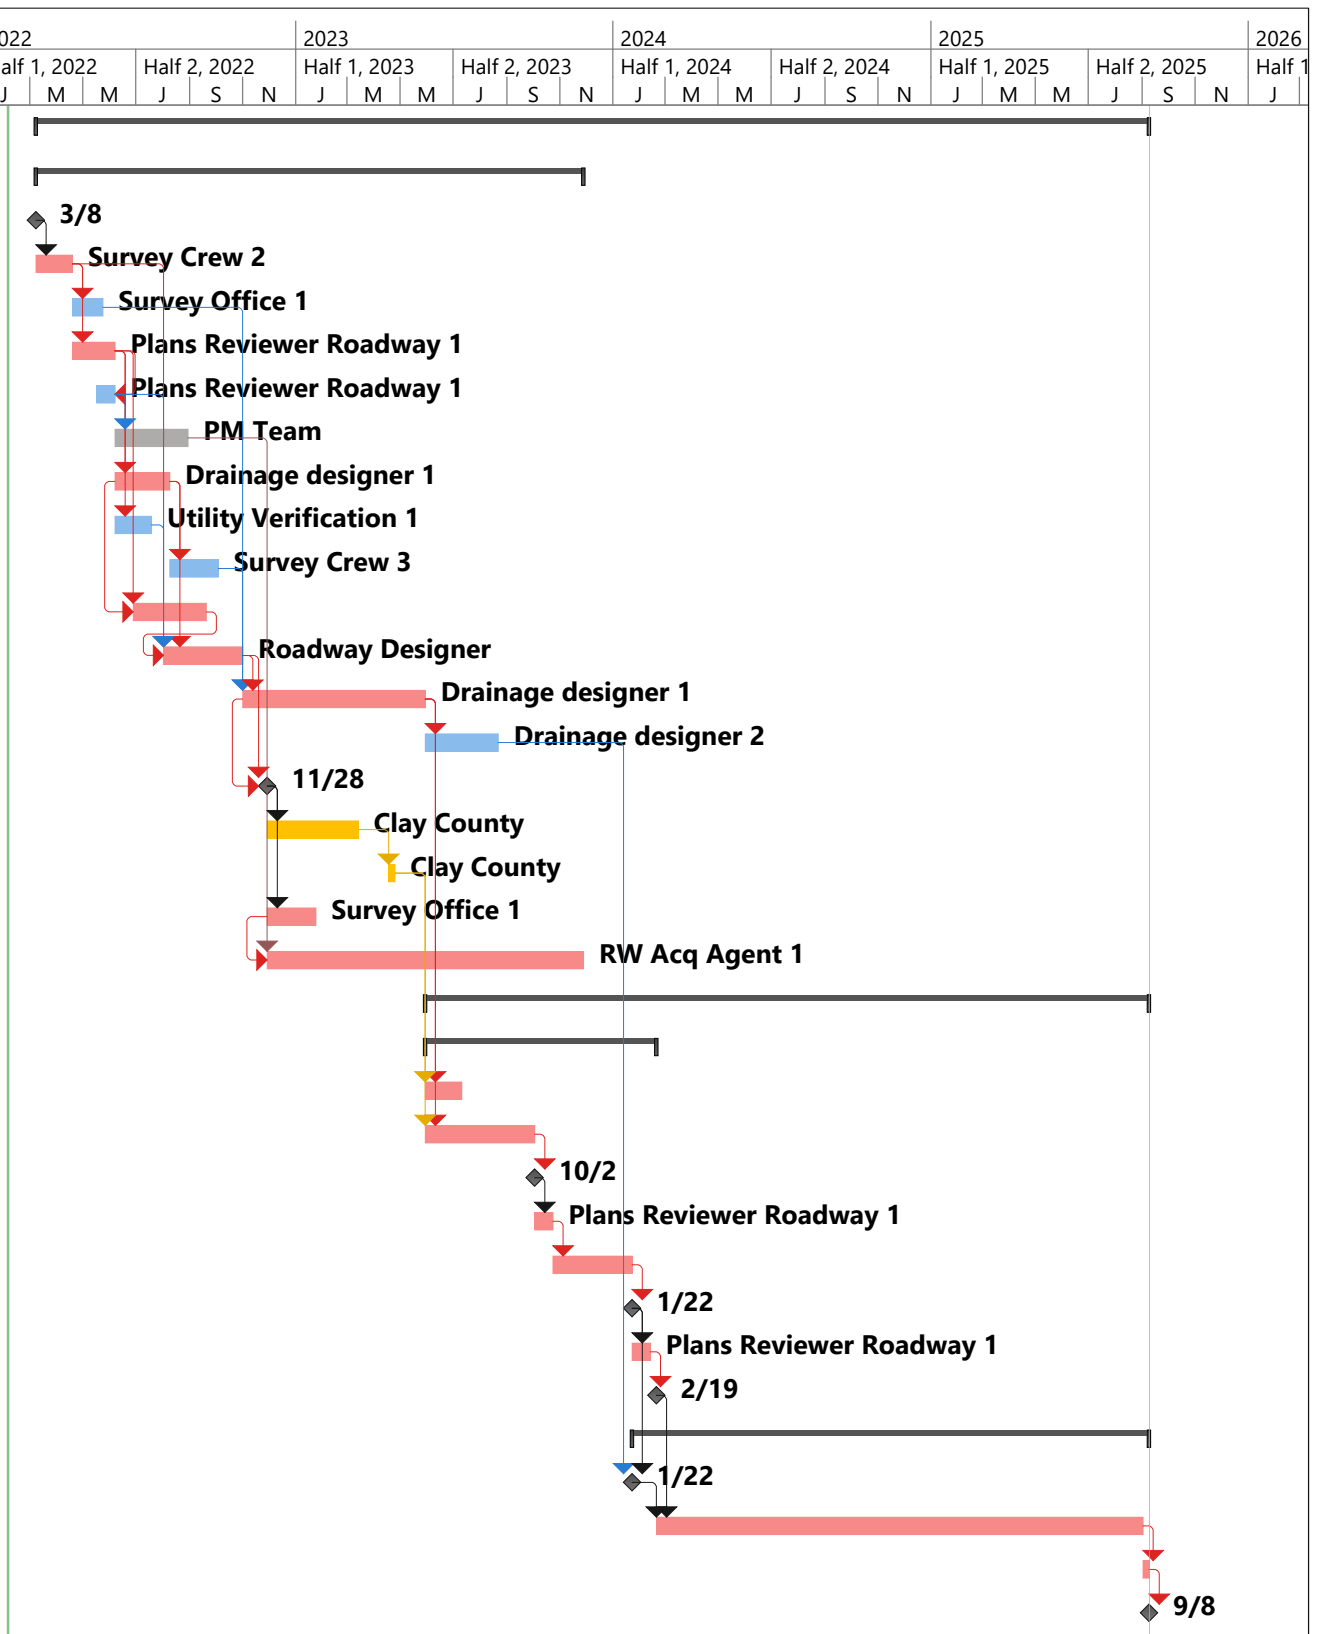 022 2023 2024 2025 2026
alf 1, 2022 Half 2, 2022 Half 1, 2023 Half 2, 2023 Half 1, 2024 Half 2, 2024 Half 1, 2025 Half 2, 2025 Half 1
J M M J S N J M M J S N J M M J S N J M M J S N J
3/8
Survey Crew 2
Survey Office 1
Plans Reviewer Roadway 1
Plans Reviewer Roadway 1
PM Team
Drainage designer 1
Utility Verification 1
Survey Crew 3
Roadway Designer
Drainage designer 1
Drainage designer 2
11/28
Clay County
Clay County
Survey Office 1
RW Acq Agent 1
10/2
Plans Reviewer Roadway 1
1/22
Plans Reviewer Roadway 1
2/19
1/22
9/8